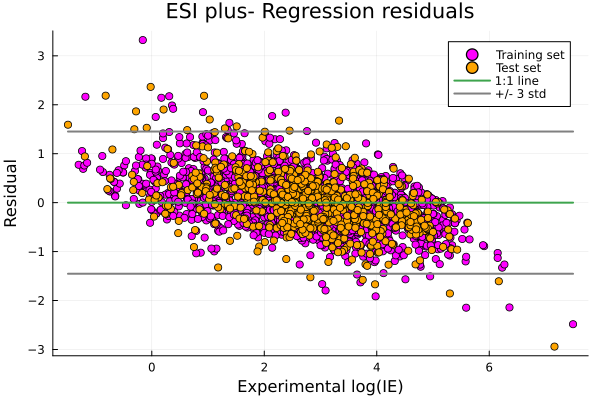 ESI plus- Regression residuals
Training set
Test set
1:1 line
+/- 3 std
3
2
1
0
−1
−2
−3
Residual
0
2
4
6
Experimental log(IE)